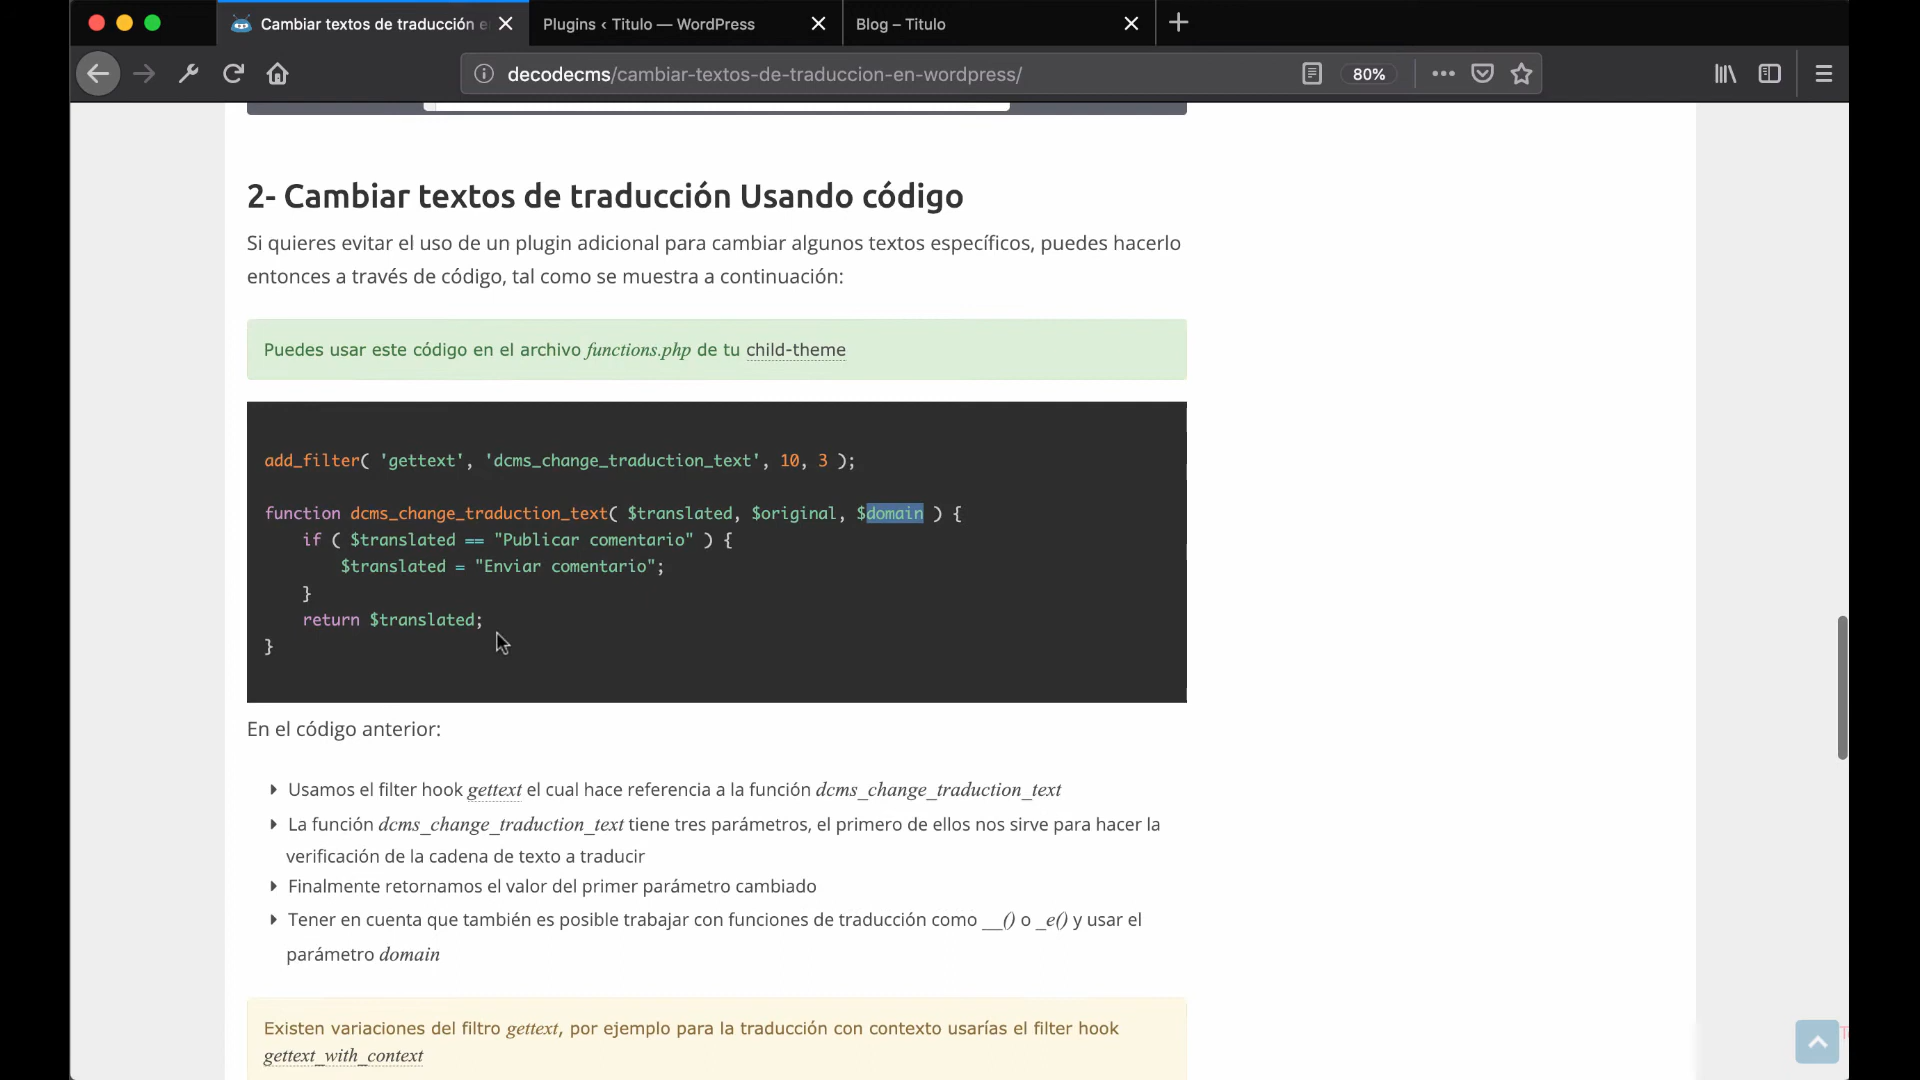 Cambiar textos de traducción e
Plugins ‹ Titulo — WordPress
Blog – Titulo
decodecms/cambiar-textos-de-traduccion-en-wordpress/
80%
2- Cambiar textos de traducción Usando código
Si quieres evitar el uso de un plugin adicional para cambiar algunos textos específicos, puedes hacerlo
entonces a través de código, tal como se muestra a continuación:
Puedes usar este código en el archivo functions.php de tu child-theme
add_filter( 'gettext', 'dcms_change_traduction_text', 10, 3 );
function dcms_change_traduction_text( $translated, $original, $domain ) {
if ( $translated == "Publicar comentario" ) {
$translated = "Enviar comentario";
}
return $translated;
}
En el código anterior:
Usamos el filter hook gettext el cual hace referencia a la función dcms_change_traduction_text
La función dcms_change_traduction_text tiene tres parámetros, el primero de ellos nos sirve para hacer la
verificación de la cadena de texto a traducir
Finalmente retornamos el valor del primer parámetro cambiado
Tener en cuenta que también es posible trabajar con funciones de traducción como __() o _e() y usar el
parámetro domain
Existen variaciones del filtro gettext, por ejemplo para la traducción con contexto usarías el filter hook
gettext_with_context